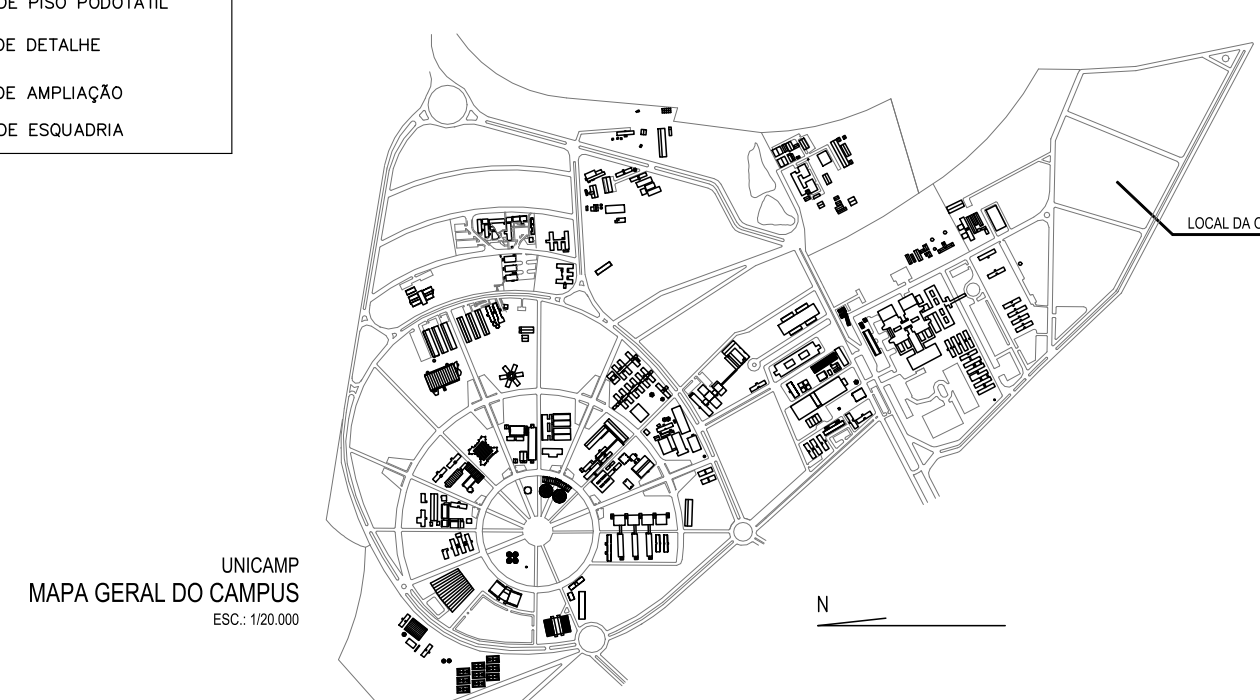 DE PISO PODOTÁTIL
DE DETALHE
DE AMPLIAÇÃO
DE ESQUADRIA
LOCAL DA
UNICAMP
MAPA GERAL DO CAMPUS
ESC.: 1/20.000
N